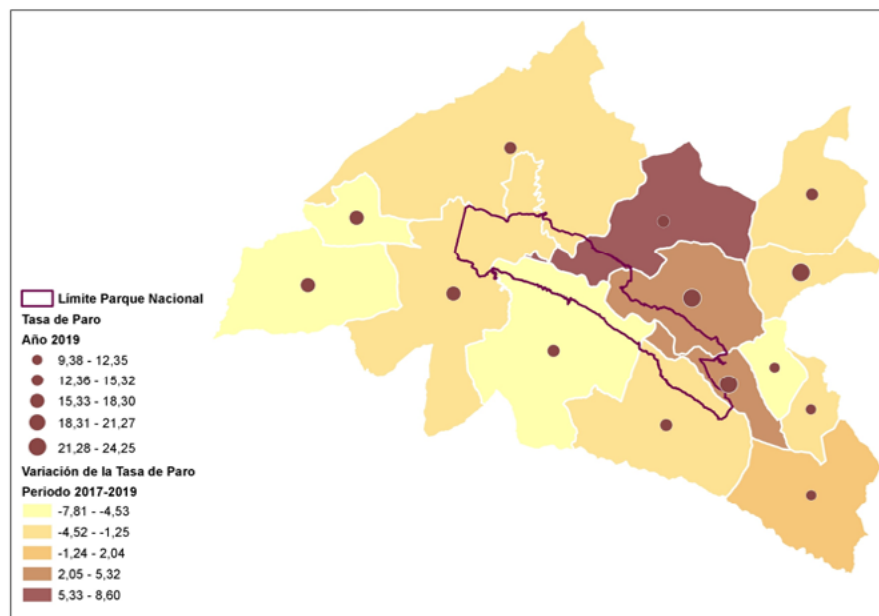 Límite Parque Nacional
Tasa de Paro
Año 2019
9,38 - 12,35
12,36 - 15,32
15,33 - 18,30
18,31 - 21,27
21,28 - 24,25
Variación de la Tasa de Paro
Periodo 2017-2019
-7,81 - -4,53
-4,52 - -1,25
-1,24 - 2,04
2,05 - 5,32
5,33 - 8,60